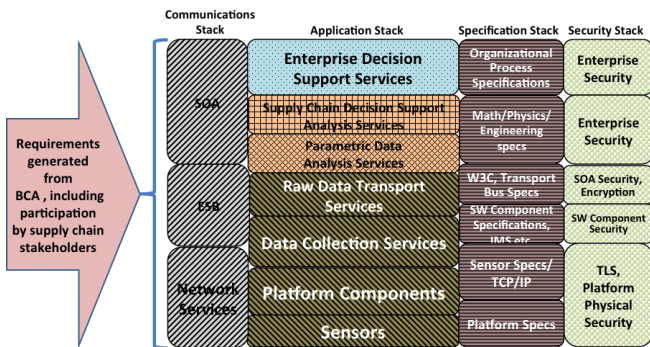 Communications
Stack
Application Stack
Specification Stack
Security Stack
Requirements
generated
from
BCA , including
participation
by supply chain
stakeholders
SOA
ESB
Network
Services
Enterprise Decision
Support Services
Supply Chain Decision Support
Analysis Services
Parametric Data
Analysis Services
Raw Data Transport
Services
Data Collection Services
Platform Components
Sensors
Organizational
Process
Specifications
Math/Physics/
Engineering
specs
W3C, Transport
Bus Specs
SW Component
Specifications,
IMS etc
Sensor Specs/
TCP/IP
Platform Specs
Enterprise
Security
Enterprise
Security
SOA Security,
Encryption
SW Component
Security
TLS,
Platform
Physical
Security